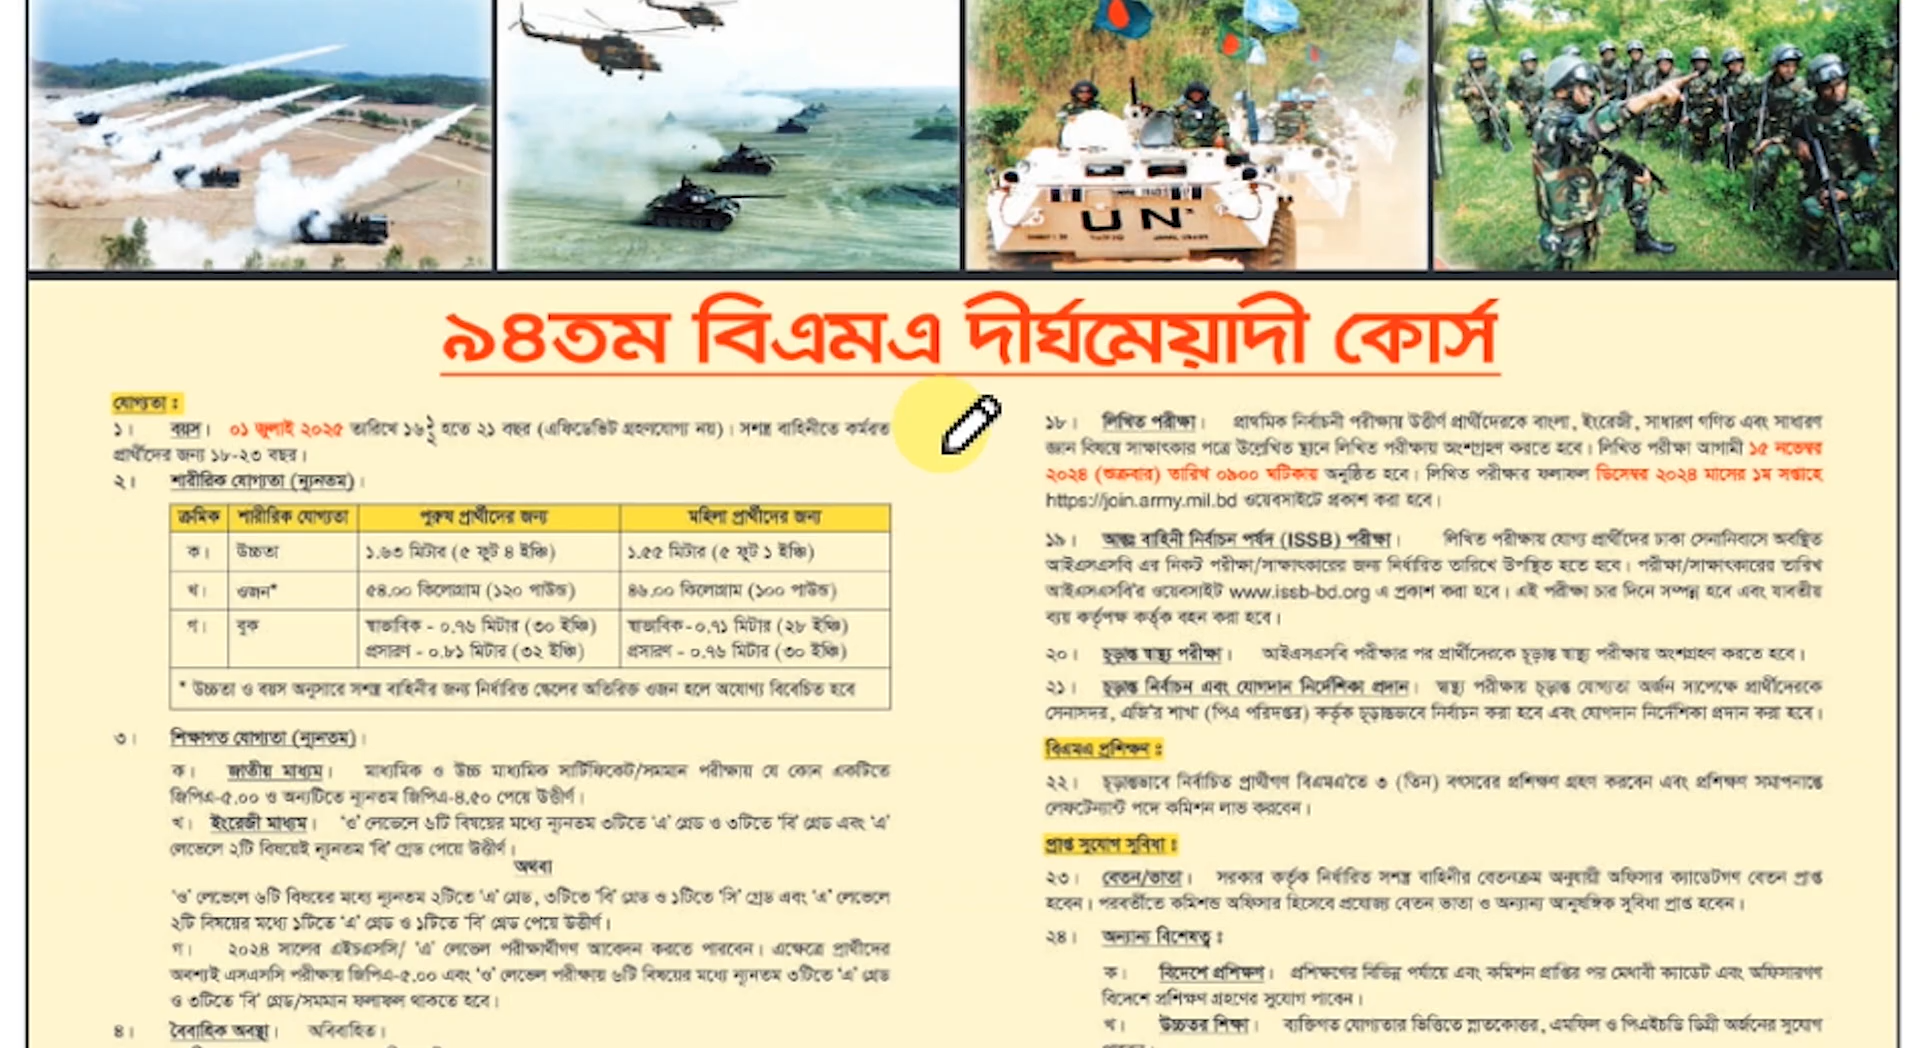 UN
৯৪তম বিএমএ দীর্ঘমেয়াদী কোর্স
যোগ্যতা ঃ
১। বয়স। ০১ জুলাই ২০২৫ তারিখে ১৬ ১/২ হতে ২১ বছর (এফিডেভিট গ্রহণযোগ্য নয়)। সশস্ত্র বাহিনীতে কর্মরত
প্রার্থীদের জন্য ১৮-২৩ বছর।
২। শারীরিক যোগ্যতা (ন্যূনতম)।
ক্রমিক শারীরিক যোগ্যতা পুরুষ প্রার্থীদের জন্য মহিলা প্রার্থীদের জন্য
ক। উচ্চতা ১.৬৩ মিটার (৫ ফুট ৪ ইঞ্চি) ১.৫৫ মিটার (৫ ফুট ১ ইঞ্চি)
খ। ওজন* ৫৪.০০ কিলোগ্রাম (১২০ পাউন্ড) ৪৬.০০ কিলোগ্রাম (১০০ পাউন্ড)
গ। বুক স্বাভাবিক - ০.৭৬ মিটার (৩০ ইঞ্চি) স্বাভাবিক-০.৭১ মিটার (২৮ ইঞ্চি)
প্রসারণ - ০.৮১ মিটার (৩২ ইঞ্চি) প্রসারণ - ০.৭৬ মিটার (৩০ ইঞ্চি)
* উচ্চতা ও বয়স অনুসারে সশস্ত্র বাহিনীর জন্য নির্ধারিত স্কেলের অতিরিক্ত ওজন হলে অযোগ্য বিবেচিত হবে
৩। শিক্ষাগত যোগ্যতা (ন্যূনতম)।
ক। জাতীয় মাধ্যম। মাধ্যমিক ও উচ্চ মাধ্যমিক সার্টিফিকেট/সমমান পরীক্ষায় যে কোন একটিতে
জিপিএ-৫.০০ ও অন্যটিতে ন্যূনতম জিপিএ-৪.৫০ পেয়ে উত্তীর্ণ।
খ। ইংরেজী মাধ্যম। ‘ও’ লেভেলে ৬টি বিষয়ের মধ্যে ন্যূনতম ৩টিতে ‘এ’ গ্রেড ও ৩টিতে ‘বি’ গ্রেড এবং ‘এ’
লেভেলে ২টি বিষয়েই ন্যূনতম ‘বি’ গ্রেড পেয়ে উত্তীর্ণ।
অথবা
‘ও’ লেভেলে ৬টি বিষয়ের মধ্যে ন্যূনতম ২টিতে ‘এ’ গ্রেড, ৩টিতে ‘বি’ গ্রেড ও ১টিতে ‘সি’ গ্রেড এবং ‘এ’ লেভেলে
২টি বিষয়ের মধ্যে ১টিতে ‘এ’ গ্রেড ও ১টিতে ‘বি’ গ্রেড পেয়ে উত্তীর্ণ।
গ। ২০২৪ সালের এইচএসসি/ ‘এ’ লেভেল পরীক্ষার্থীগণ আবেদন করতে পারবেন। এক্ষেত্রে প্রার্থীদের
অবশ্যই এসএসসি পরীক্ষায় জিপিএ-৫.০০ এবং ‘ও’ লেভেল পরীক্ষায় ৬টি বিষয়ের মধ্যে ন্যূনতম ৩টিতে ‘এ’ গ্রেড
ও ৩টিতে ‘বি’ গ্রেড/সমমান ফলাফল থাকতে হবে।
৪। বৈবাহিক অবস্থা। অবিবাহিত।
১৮। লিখিত পরীক্ষা। প্রাথমিক নির্বাচনী পরীক্ষায় উত্তীর্ণ প্রার্থীদেরকে বাংলা, ইংরেজী, সাধারণ গণিত এবং সাধারণ
জ্ঞান বিষয়ে সাক্ষাৎকার পত্রে উল্লেখিত স্থানে লিখিত পরীক্ষায় অংশগ্রহণ করতে হবে। লিখিত পরীক্ষা আগামী ১৫ নভেম্বর
২০২৪ (শুক্রবার) তারিখ ০৯০০ ঘটিকায় অনুষ্ঠিত হবে। লিখিত পরীক্ষার ফলাফল ডিসেম্বর ২০২৪ মাসের ১ম সপ্তাহে
https://join.army.mil.bd ওয়েবসাইটে প্রকাশ করা হবে।
১৯। আন্তঃ বাহিনী নির্বাচন পর্ষদ (ISSB) পরীক্ষা। লিখিত পরীক্ষায় যোগ্য প্রার্থীদের ঢাকা সেনানিবাসে অবস্থিত
আইএসএসবি এর নিকট পরীক্ষা/সাক্ষাৎকারের জন্য নির্ধারিত তারিখে উপস্থিত হতে হবে। পরীক্ষা/সাক্ষাৎকারের তারিখ
আইএসএসবি’র ওয়েবসাইট www.issb-bd.org এ প্রকাশ করা হবে। এই পরীক্ষা চার দিনে সম্পন্ন হবে এবং যাবতীয়
ব্যয় কর্তৃপক্ষ কর্তৃক বহন করা হবে।
২০। চূড়ান্ত স্বাস্থ্য পরীক্ষা। আইএসএসবি পরীক্ষার পর প্রার্থীদেরকে চূড়ান্ত স্বাস্থ্য পরীক্ষায় অংশগ্রহণ করতে হবে।
২১। চূড়ান্ত নির্বাচন এবং যোগদান নির্দেশিকা প্রদান। স্বাস্থ্য পরীক্ষায় চূড়ান্ত যোগ্যতা অর্জন সাপেক্ষে প্রার্থীদেরকে
সেনাসদর, এজি’র শাখা (পিএ পরিদপ্তর) কর্তৃক চূড়ান্তভাবে নির্বাচন করা হবে এবং যোগদান নির্দেশিকা প্রদান করা হবে।
বিএমএ প্রশিক্ষণ ঃ
২২। চূড়ান্তভাবে নির্বাচিত প্রার্থীগণ বিএমএ’তে ৩ (তিন) বৎসরের প্রশিক্ষণ গ্রহণ করবেন এবং প্রশিক্ষণ সমাপনান্তে
লেফটেন্যান্ট পদে কমিশন লাভ করবেন।
প্রাপ্ত সুযোগ সুবিধা ঃ
২৩। বেতন/ভাতা। সরকার কর্তৃক নির্ধারিত সশস্ত্র বাহিনীর বেতনক্রম অনুযায়ী অফিসার ক্যাডেটগণ বেতন প্রাপ্ত
হবেন। পরবর্তীতে কমিশন্ড অফিসার হিসেবে প্রযোজ্য বেতন ভাতা ও অন্যান্য আনুষঙ্গিক সুবিধা প্রাপ্ত হবেন।
২৪। অন্যান্য বিশেষত্ব ঃ
ক। বিদেশে প্রশিক্ষণ। প্রশিক্ষণের বিভিন্ন পর্যায়ে এবং কমিশন প্রাপ্তির পর মেধাবী ক্যাডেট এবং অফিসারগণ
বিদেশে প্রশিক্ষণ গ্রহণের সুযোগ পাবেন।
খ। উচ্চতর শিক্ষা। ব্যক্তিগত যোগ্যতার ভিত্তিতে স্নাতকোত্তর, এমফিল ও পিএইচডি ডিগ্রী অর্জনের সুযোগ